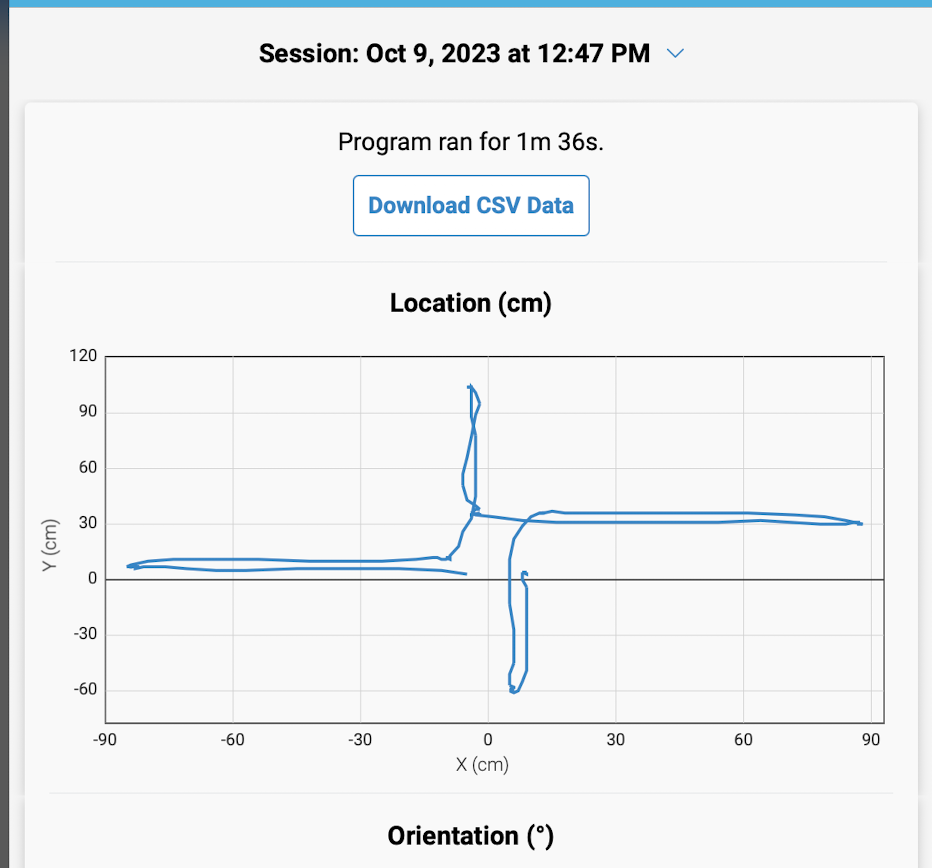 Session: Oct 9, 2023 at 12:47 PM
Program ran for 1m 36s.
Download CSV Data
Location (cm)
120
90
60
30
0
-30
-60
Y (cm)
-90 -60 -30 0 30 60 90
X (cm)
Orientation (°)